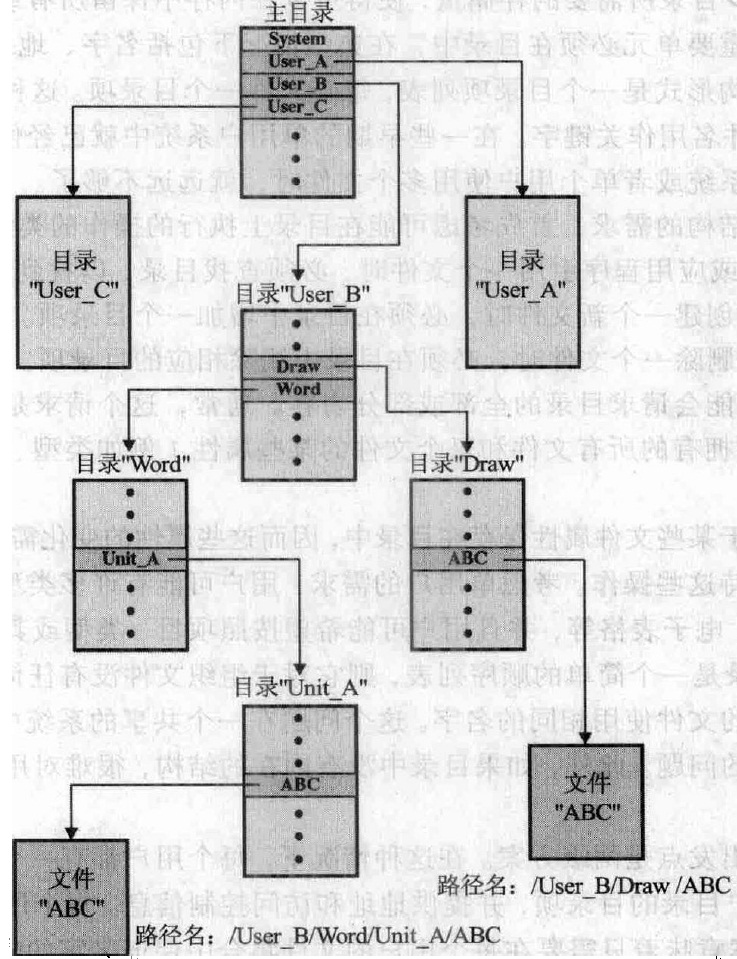 主目录
System
User_A
User_B
User_C
目录
"User_C"
目录
"User_A"
目录"User_B"
Draw
Word
目录"Word"
目录"Draw"
Unit_A
ABC
目录"Unit_A"
ABC
文件
"ABC"
路径名：/User_B/Draw /ABC
文件
"ABC"
路径名：/User_B/Word/Unit_A/ABC